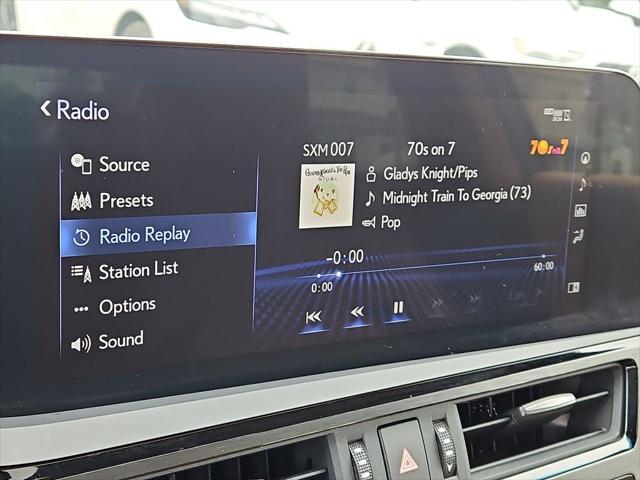 Radio
SXM 007 70s on 7 70s on 7
Source
Gladys Knight/Pips
Presets
Midnight Train To Georgia (73)
Radio Replay
Pop
Station List
-0:00
0:00 60:00
Options
Sound